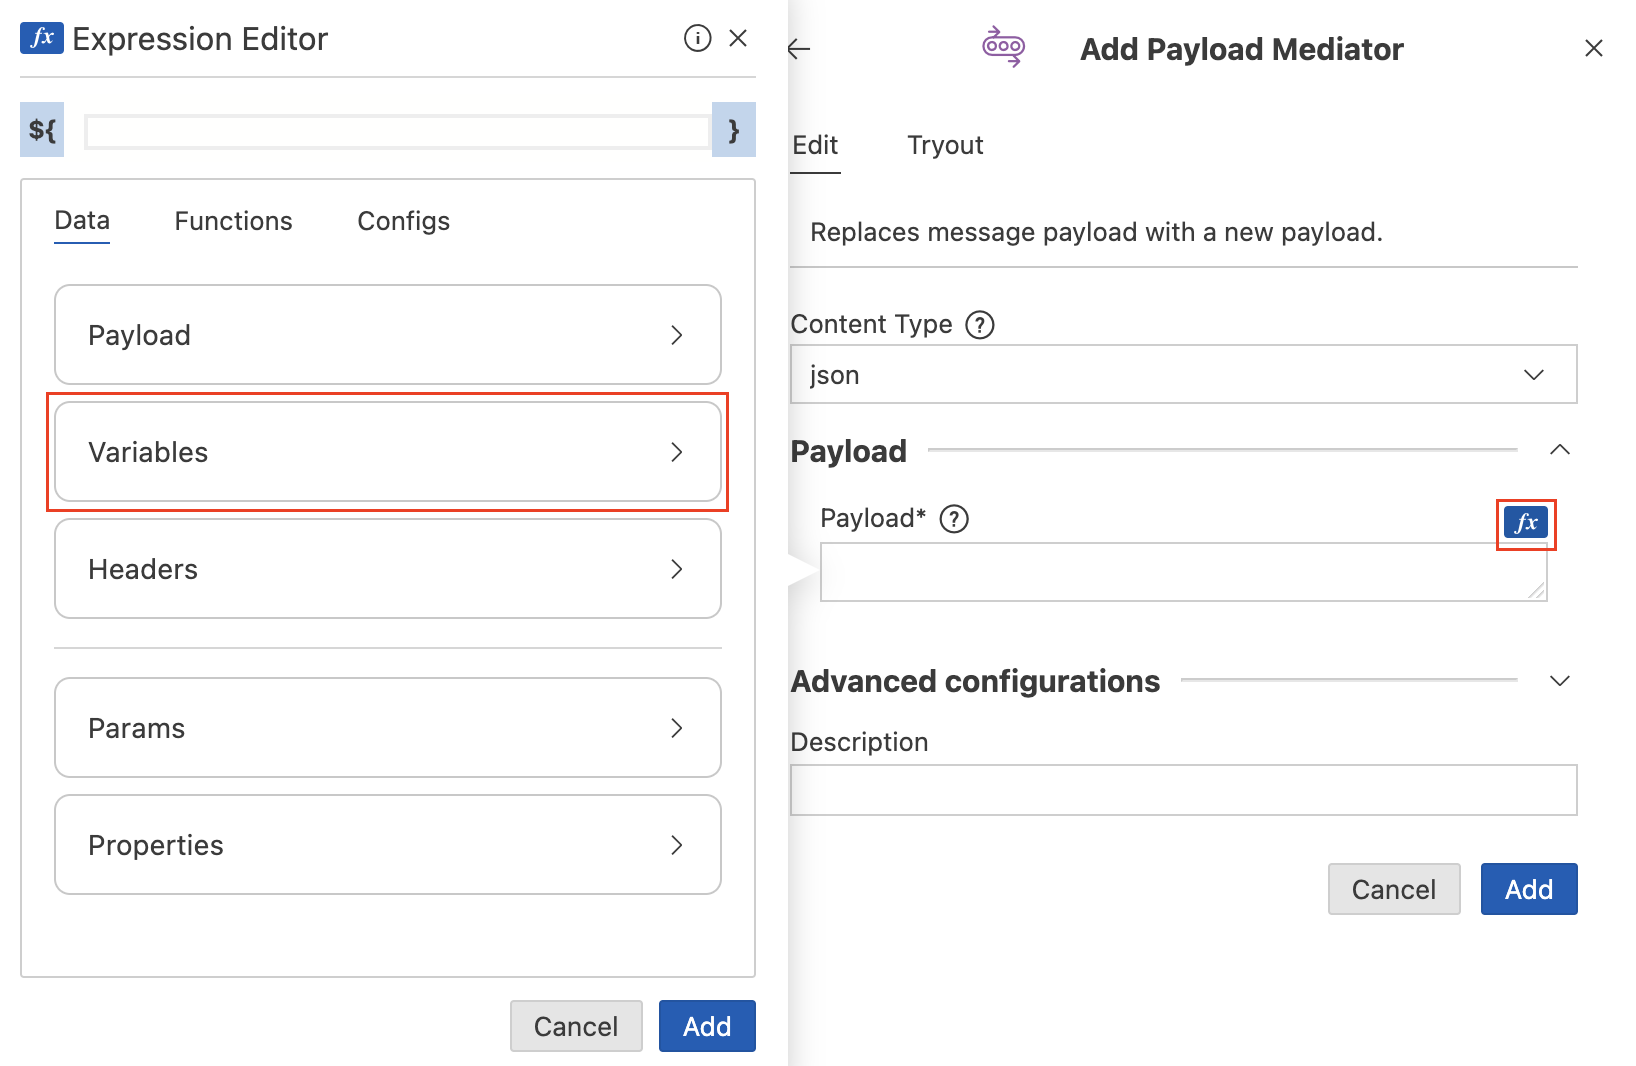 fx Expression Editor
${ }
Data Functions Configs
Payload
Variables
Headers
Params
Properties
Cancel Add
Add Payload Mediator
Edit Tryout
Replaces message payload with a new payload.
Content Type ?
json
Payload
Payload* ? fx
Advanced configurations
Description
Cancel Add